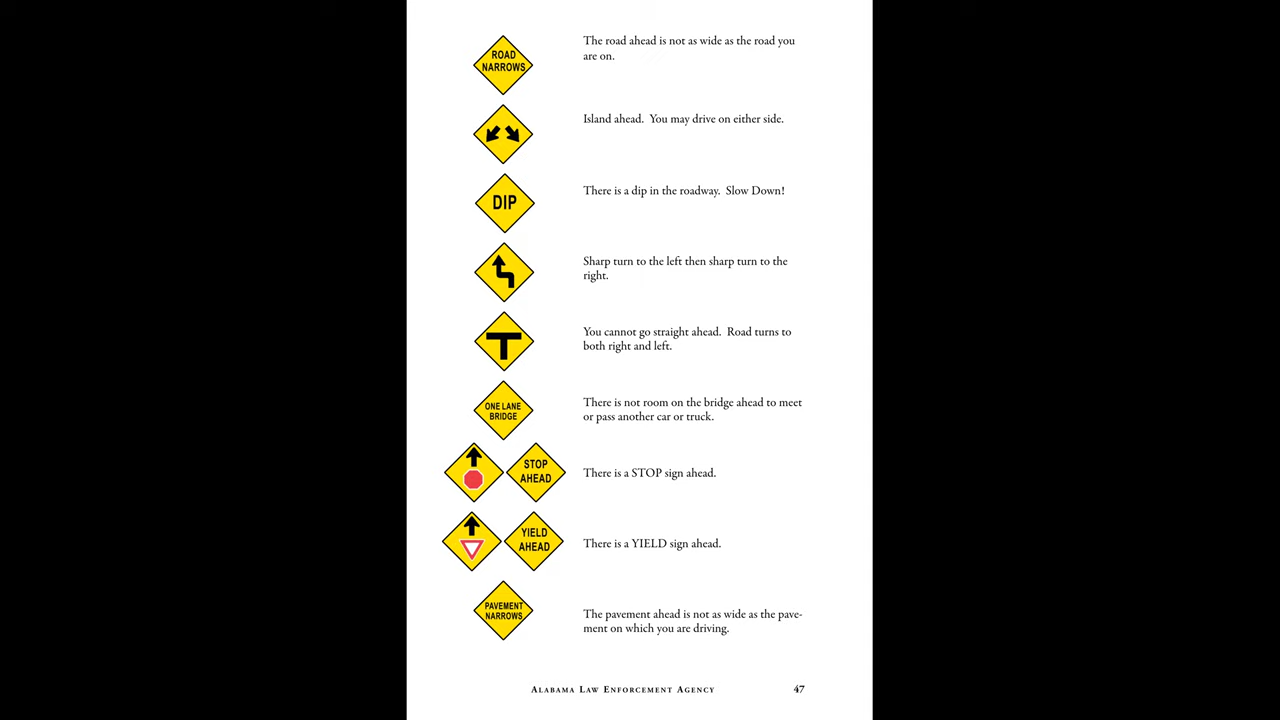 ROAD
NARROWS
The road ahead is not as wide as the road you
are on.
Island ahead.  You may drive on either side.
DIP
There is a dip in the roadway.  Slow Down!
Sharp turn to the left then sharp turn to the
right.
You cannot go straight ahead.  Road turns to
both right and left.
ONE LANE
BRIDGE
There is not room on the bridge ahead to meet
or pass another car or truck.
STOP
AHEAD
There is a STOP sign ahead.
YIELD
AHEAD
There is a YIELD sign ahead.
PAVEMENT
NARROWS
The pavement ahead is not as wide as the pave-
ment on which you are driving.
Alabama Law Enforcement Agency 47